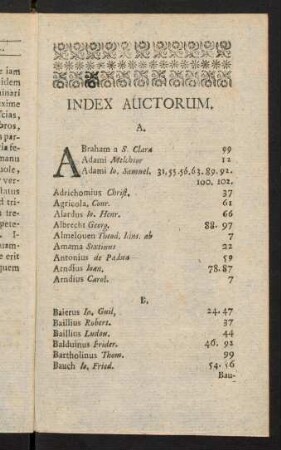 INDEX AUCTORUM.
A.
ABraham a S. Clara 99
Adami Melchior 12
Adami Io. Samuel. 31,55.56,63.89.92.
100. 102.
Adrichomius Christ. 37
Agricola, Conr. 61
Alardus Io. Henr. 66
Albrecht Georg. 88. 97
Almeloveen Theod. Ians. ab 7
Amama Sixtinus 22
Antonius de Padua 59
Arndius Ioan. 78.87
Arndius Carol. 7
B.
Baierus Io. Guil. 24.47
Baillius Robert. 37
Baillius Ludov. 44
Balduinus Frider. 46. 92
Bartholinus Thom. 99
Bauch Io. Fried. 54.56
Bau-